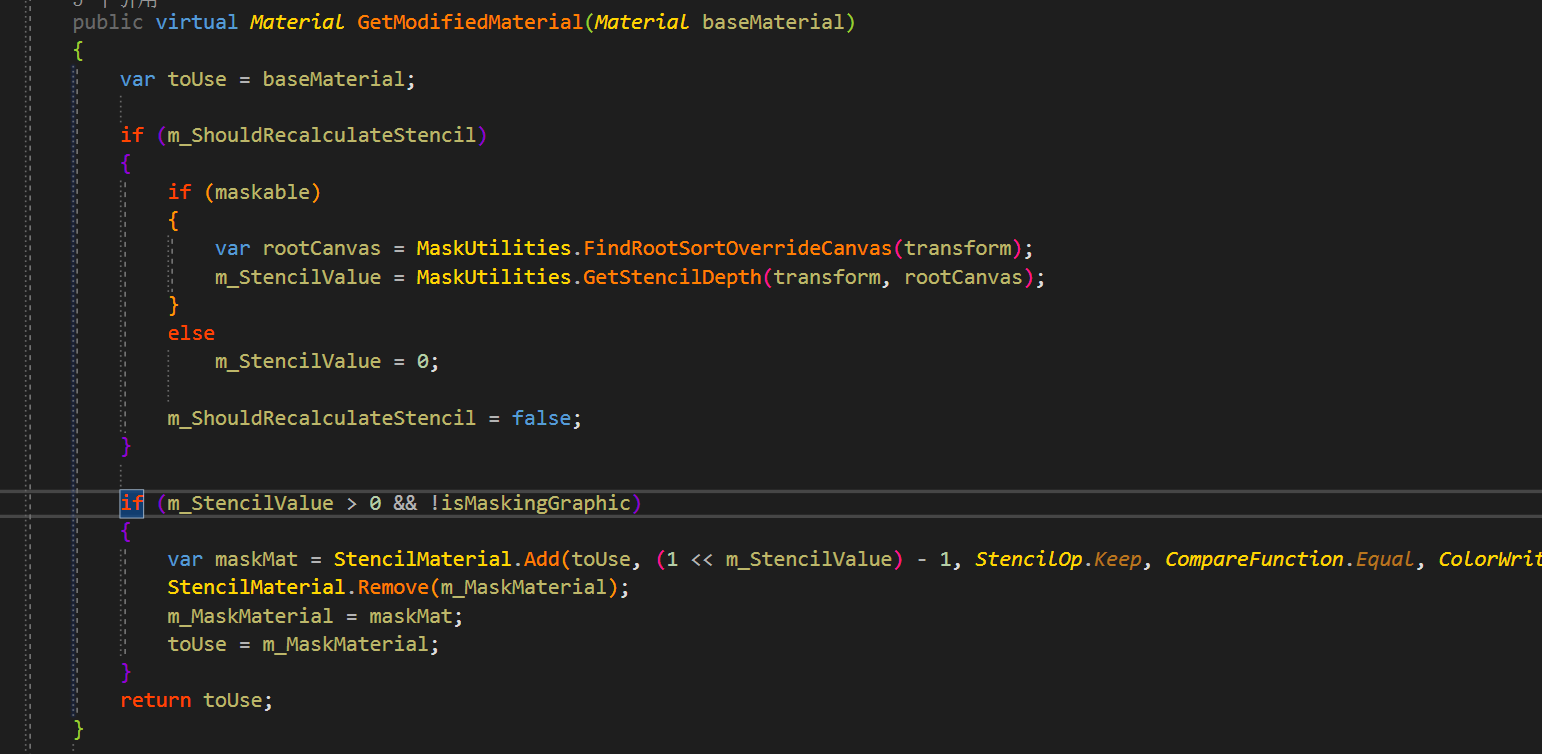 public virtual Material GetModifiedMaterial(Material baseMaterial)
{
var toUse = baseMaterial;
if (m_ShouldRecalculateStencil)
{
if (maskable)
{
var rootCanvas = MaskUtilities.FindRootSortOverrideCanvas(transform);
m_StencilValue = MaskUtilities.GetStencilDepth(transform, rootCanvas);
}
else
m_StencilValue = 0;
m_ShouldRecalculateStencil = false;
}
if (m_StencilValue > 0 && !isMaskingGraphic)
{
var maskMat = StencilMaterial.Add(toUse, (1 << m_StencilValue) - 1, StencilOp.Keep, CompareFunction.Equal, ColorWrit
StencilMaterial.Remove(m_MaskMaterial);
m_MaskMaterial = maskMat;
toUse = m_MaskMaterial;
}
return toUse;
}